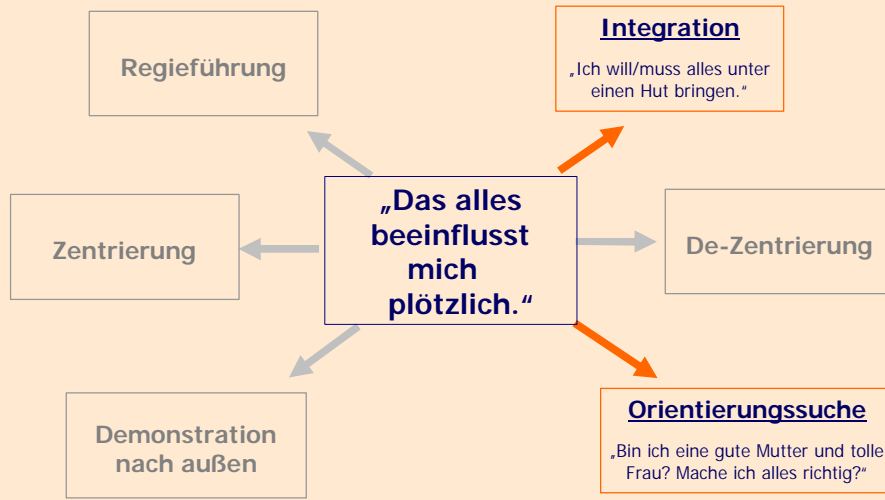 Regieführung
Integration
„Ich will/muss alles unter
einen Hut bringen.“
Zentrierung
„Das alles
beeinflusst
mich
plötzlich.“
De-Zentrierung
Demonstration
nach außen
Orientierungssuche
„Bin ich eine gute Mutter und tolle
Frau? Mache ich alles richtig?“